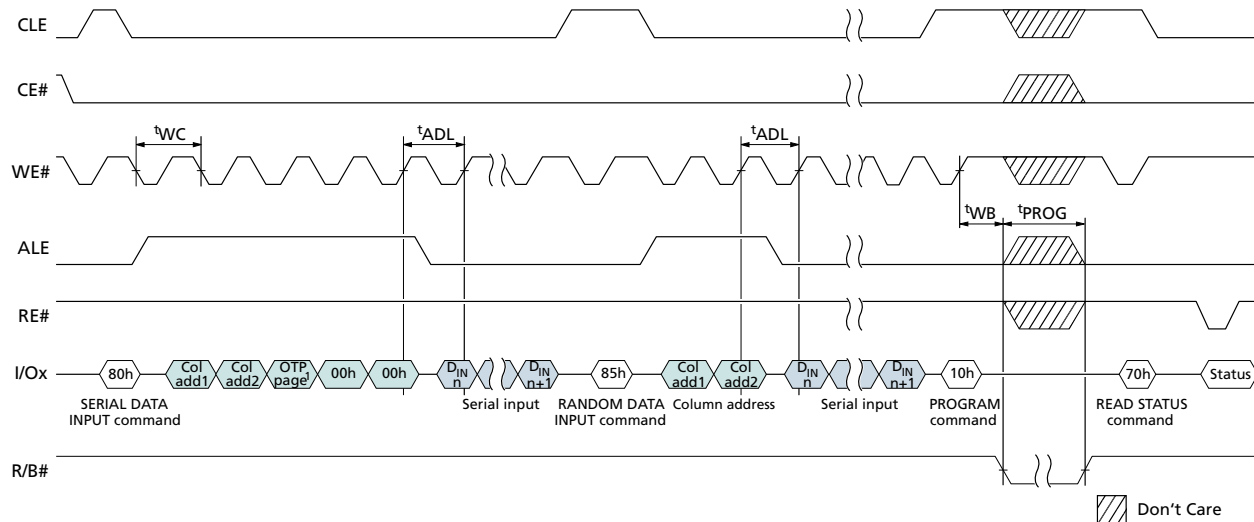 CLE
CE#
tWC
tADL
tADL
WE#
tWB
tPROG
ALE
RE#
I/Ox
80h
Col add1
Col add2
OTP page1
00h
00h
DIN n
DIN n+1
85h
Col add1
Col add2
DIN n
DIN n+1
10h
70h
Status
SERIAL DATA
INPUT command
Serial input
RANDOM DATA
INPUT command
Column address
Serial input
PROGRAM
command
READ STATUS
command
R/B#
Don't Care